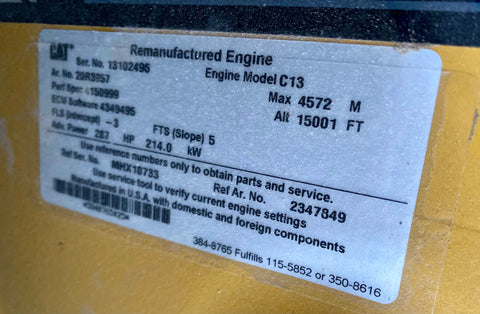 CAT Remanufactured Engine
Ser. No. 13102496 Engine Model C13
Ar. No. 20R3957 Max 4572 M
Perf Spec 4150999 Alt 15001 FT
ECM Software 4349495
FLS (intercept) -3 FTS (Slope) 5
Adv. Power 287 HP 214.0 kW
Use reference numbers only to obtain parts and service.
Ref Ser. No. MHX10733 Ref Ar. No. 2347849
Use service tool to verify current engine settings
Manufactured in U.S.A. with domestic and foreign components
384-8765 Fulfills 115-5852 or 350-8616